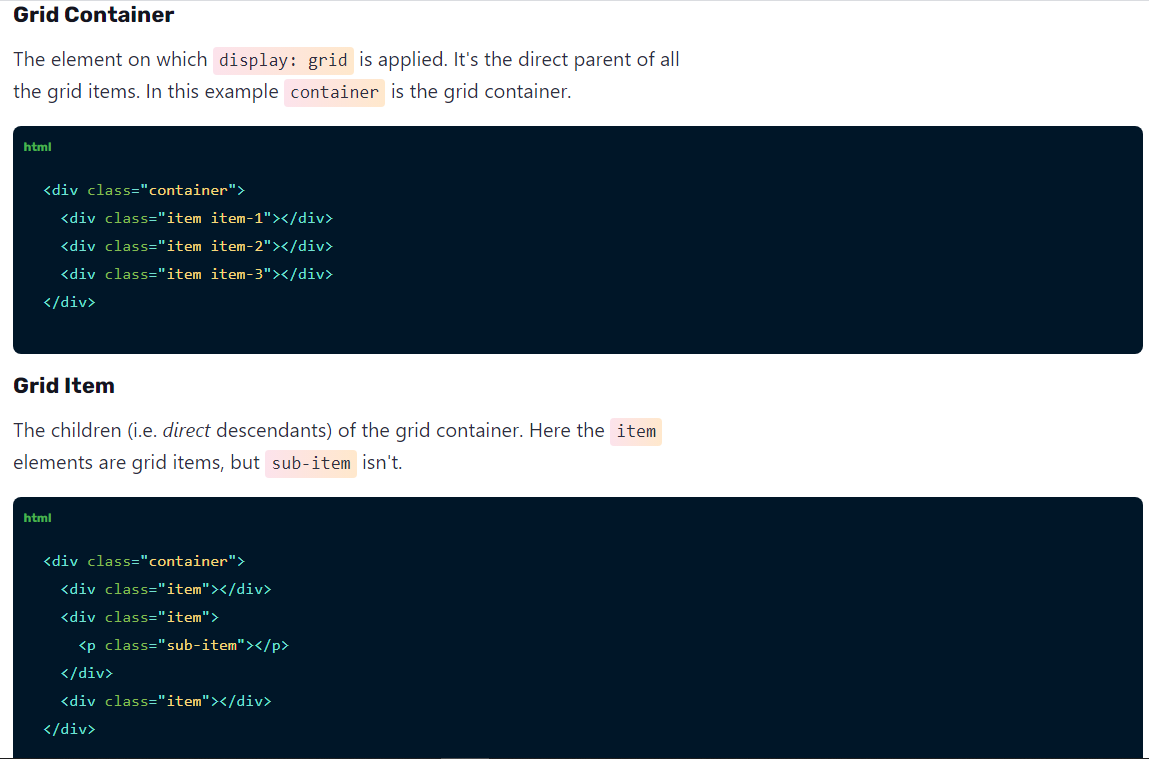 Grid Container
The element on which display: grid is applied. It's the direct parent of all
the grid items. In this example container is the grid container.
html
<div class="container">
  <div class="item item-1"></div>
  <div class="item item-2"></div>
  <div class="item item-3"></div>
</div>
Grid Item
The children (i.e. direct descendants) of the grid container. Here the item
elements are grid items, but sub-item isn't.
html
<div class="container">
  <div class="item"></div>
  <div class="item">
    <p class="sub-item"></p>
  </div>
  <div class="item"></div>
</div>